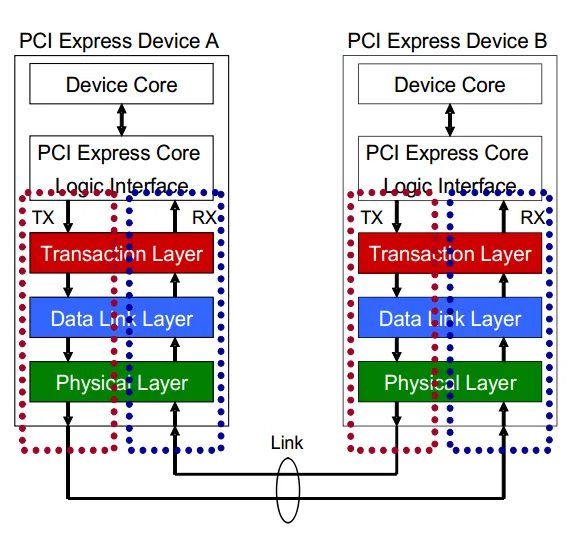 PCI Express Device A
Device Core
PCI Express Core
Logic Interface
TX
RX
Transaction Layer
Data Link Layer
Physical Layer
PCI Express Device B
Device Core
PCI Express Core
Logic Interface
TX
RX
Transaction Layer
Data Link Layer
Physical Layer
Link